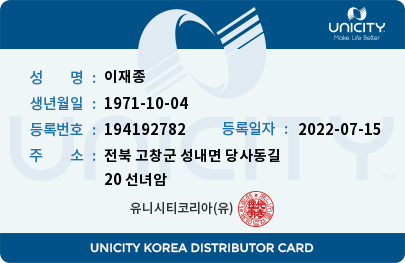 UNICITY
Make Life Better
성 명 : 이재종
생년월일 : 1971-10-04
등록번호 : 194192782 등록일자 : 2022-07-15
주 소 : 전북 고창군 성내면 당사동길
20 선녀암
UNICITY
유니시티코리아(유)
UNICITY KOREA DISTRIBUTOR CARD